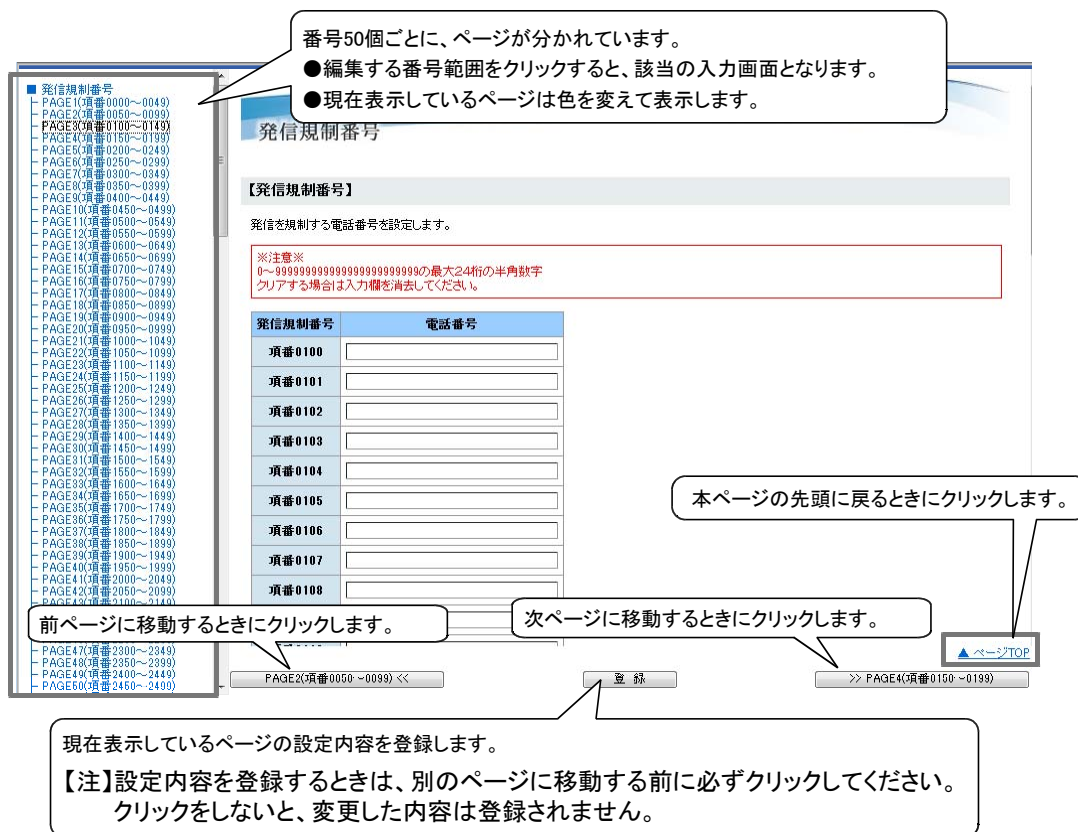 番号50個ごとに、ページが分かれています。
●編集する番号範囲をクリックすると、該当の入力画面となります。
●現在表示しているページは色を変えて表示します。
■ 発信規制番号
PAGE1(項番0000～0049)
PAGE2(項番0050～0099)
PAGE3(項番0100～0149)
PAGE4(項番0150～0199)
PAGE5(項番0200～0249)
PAGE6(項番0250～0299)
PAGE7(項番0300～0349)
PAGE8(項番0350～0399)
PAGE9(項番0400～0449)
PAGE10(項番0450～0499)
PAGE11(項番0500～0549)
PAGE12(項番0550～0599)
PAGE13(項番0600～0649)
PAGE14(項番0650～0699)
PAGE15(項番0700～0749)
PAGE16(項番0750～0799)
PAGE17(項番0800～0849)
PAGE18(項番0850～0899)
PAGE19(項番0900～0949)
PAGE20(項番0950～0999)
PAGE21(項番1000～1049)
PAGE22(項番1050～1099)
PAGE23(項番1100～1149)
PAGE24(項番1150～1199)
PAGE25(項番1200～1249)
PAGE26(項番1250～1299)
PAGE27(項番1300～1349)
PAGE28(項番1350～1399)
PAGE29(項番1400～1449)
PAGE30(項番1450～1499)
PAGE31(項番1500～1549)
PAGE32(項番1550～1599)
PAGE33(項番1600～1649)
PAGE34(項番1650～1699)
PAGE35(項番1700～1749)
PAGE36(項番1750～1799)
PAGE37(項番1800～1849)
PAGE38(項番1850～1899)
PAGE39(項番1900～1949)
PAGE40(項番1950～1999)
PAGE41(項番2000～2049)
PAGE42(項番2050～2099)
PAGE43(項番2100～2149)
PAGE47(項番2300～2349)
PAGE48(項番2350～2399)
PAGE49(項番2400～2449)
PAGE50(項番2450～2499)
発信規制番号
【発信規制番号】
発信を規制する電話番号を設定します。
※注意※
0～999999999999999999999999の最大24桁の半角数字
クリアする場合は入力欄を消去してください。
発信規制番号 電話番号
項番0100
項番0101
項番0102
項番0103
項番0104
項番0105
項番0106
項番0107
項番0108
本ページの先頭に戻るときにクリックします。
前ページに移動するときにクリックします。
次ページに移動するときにクリックします。
▲ ページTOP
PAGE2(項番0050～0099) <<
登 録
>> PAGE4(項番0150～0199)
現在表示しているページの設定内容を登録します。
【注】設定内容を登録するときは、別のページに移動する前に必ずクリックしてください。
クリックをしないと、変更した内容は登録されません。